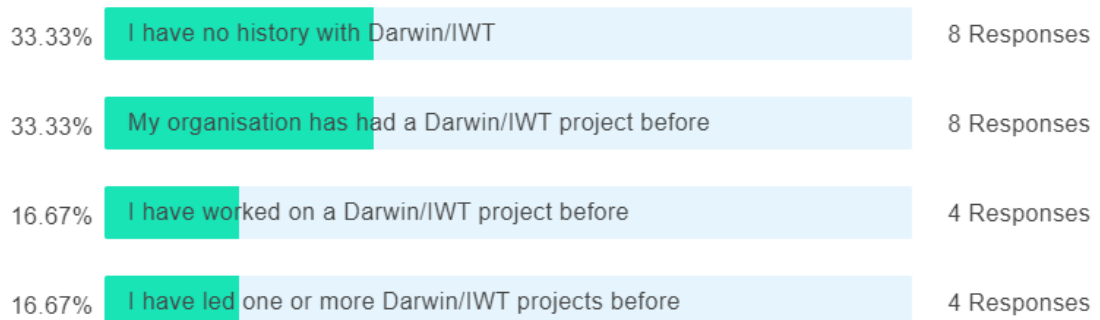 33.33% I have no history with Darwin/IWT 8 Responses
33.33% My organisation has had a Darwin/IWT project before 8 Responses
16.67% I have worked on a Darwin/IWT project before 4 Responses
16.67% I have led one or more Darwin/IWT projects before 4 Responses